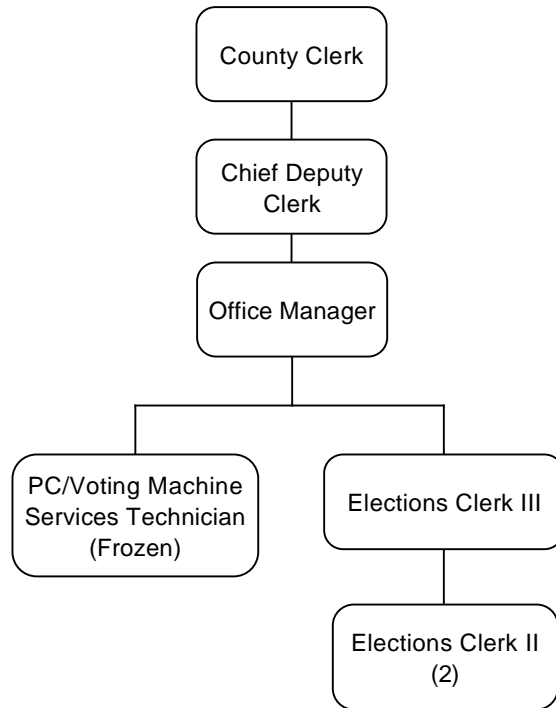 County Clerk
Chief Deputy
Clerk
Office Manager
PC/Voting Machine
Services Technician
(Frozen)
Elections Clerk III
Elections Clerk II
(2)